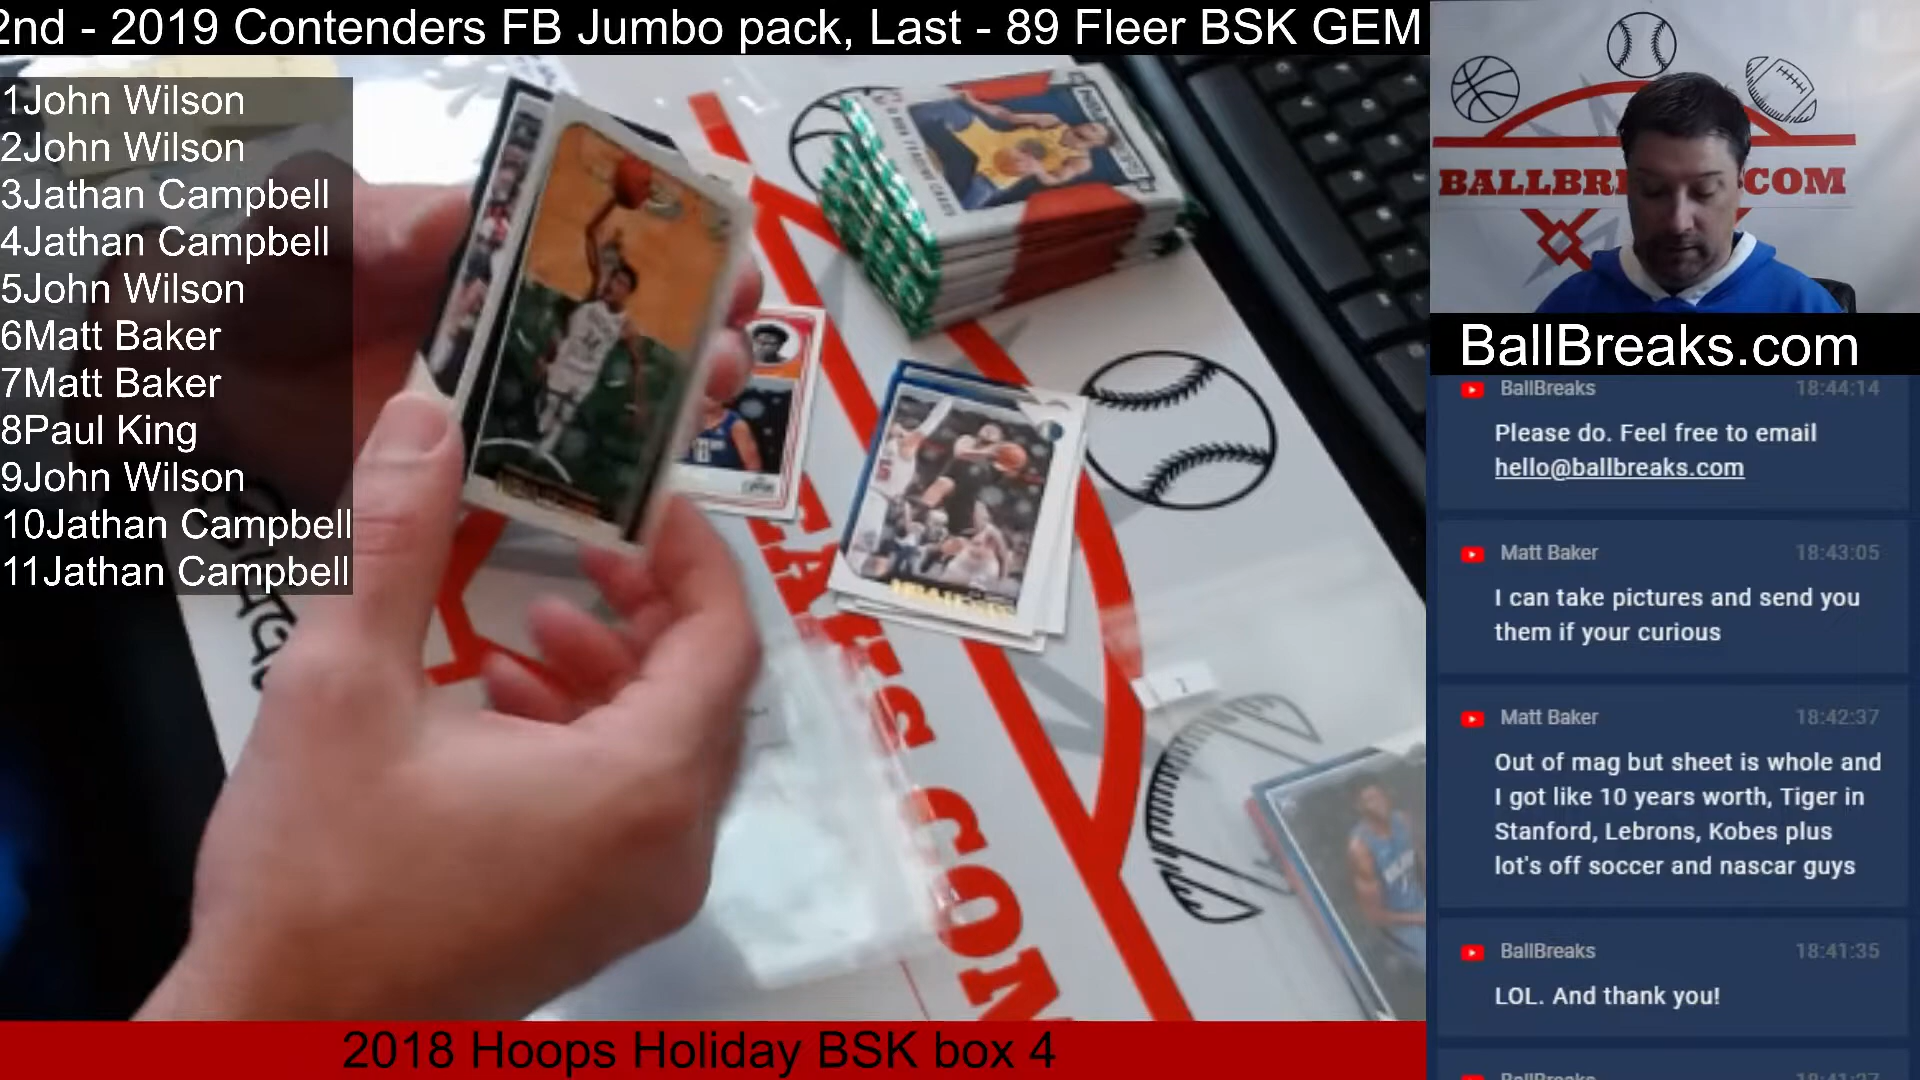 2nd - 2019 Contenders FB Jumbo pack, Last - 89 Fleer BSK GEM
1John Wilson
2John Wilson
3Jathan Campbell
4Jathan Campbell
5John Wilson
6Matt Baker
7Matt Baker
8Paul King
9John Wilson
10Jathan Campbell
11Jathan Campbell
2018 Hoops Holiday BSK box 4
BallBreaks.com
BallBreaks 18:44:14
Please do. Feel free to email
hello@ballbreaks.com
Matt Baker 18:43:05
I can take pictures and send you
them if your curious
Matt Baker 18:42:37
Out of mag but sheet is whole and
I got like 10 years worth, Tiger in
Stanford, Lebrons, Kobes plus
lot's off soccer and nascar guys
BallBreaks 18:41:35
LOL. And thank you!